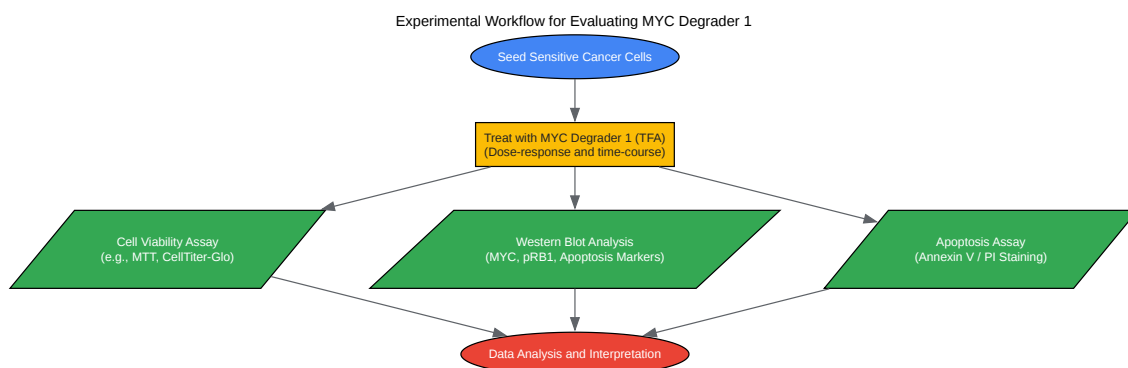 Experimental Workflow for Evaluating MYC Degrader 1
Seed Sensitive Cancer Cells
Treat with MYC Degrader 1 (TFA)
(Dose-response and time-course)
Cell Viability Assay
(e.g., MTT, CellTiter-Glo)
Western Blot Analysis
(MYC, pRB1, Apoptosis Markers)
Apoptosis Assay
(Annexin V / PI Staining)
Data Analysis and Interpretation